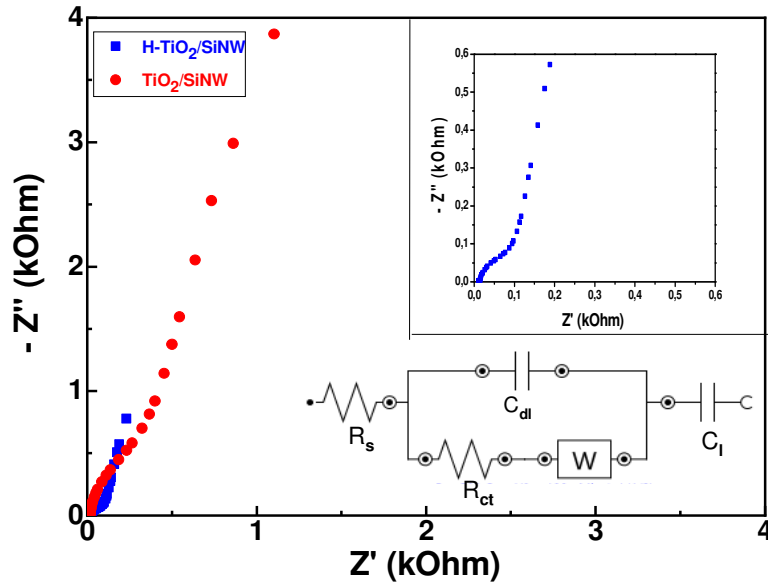 4
3
2
1
0
- Z'' (kOhm)
H-TiO2/SiNW
TiO2/SiNW
0,6
0,5
0,4
0,3
0,2
0,1
0,0
- Z'' (kOhm)
0,0 0,1 0,2 0,3 0,4 0,5 0,6
Z' (kOhm)
Rs
Cdl
Rct
W
Cl
0 1 2 3 4
Z' (kOhm)